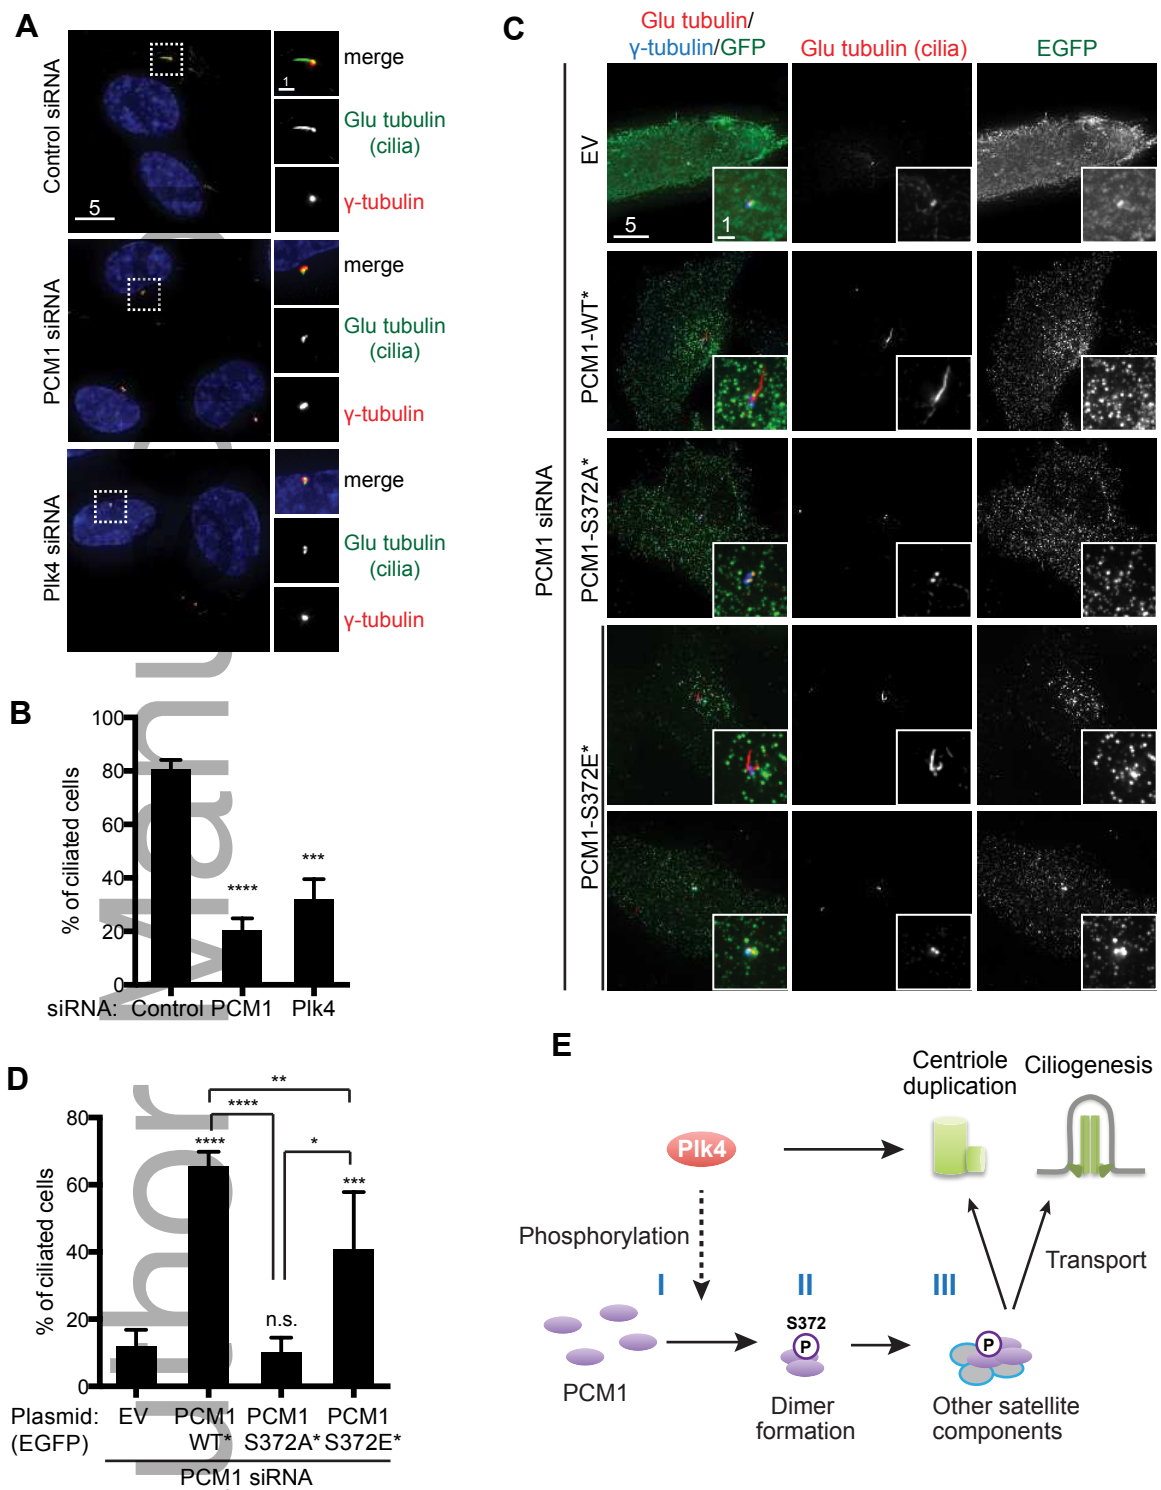 A
Control siRNA
5
1
merge
Glu tubulin
(cilia)
γ-tubulin
PCM1 siRNA
merge
Glu tubulin
(cilia)
γ-tubulin
Plk4 siRNA
merge
Glu tubulin
(cilia)
γ-tubulin
B
% of ciliated cells
100
80
60
40
20
0
****
***
siRNA: Control PCM1 Plk4
C
Glu tubulin/
γ-tubulin/GFP
Glu tubulin (cilia)
EGFP
PCM1 siRNA
EV
5
1
PCM1-WT*
PCM1-S372A*
PCM1-S372E*
D
% of ciliated cells
80
60
40
20
0
**
****
*
****
n.s.
***
Plasmid:
(EGFP)
EV
PCM1
WT*
PCM1
S372A*
PCM1
S372E*
PCM1 siRNA
E
Centriole
duplication
Ciliogenesis
Plk4
Phosphorylation
Transport
I
II
III
S372
P
P
PCM1
Dimer
formation
Other satellite
components
uthor Manu